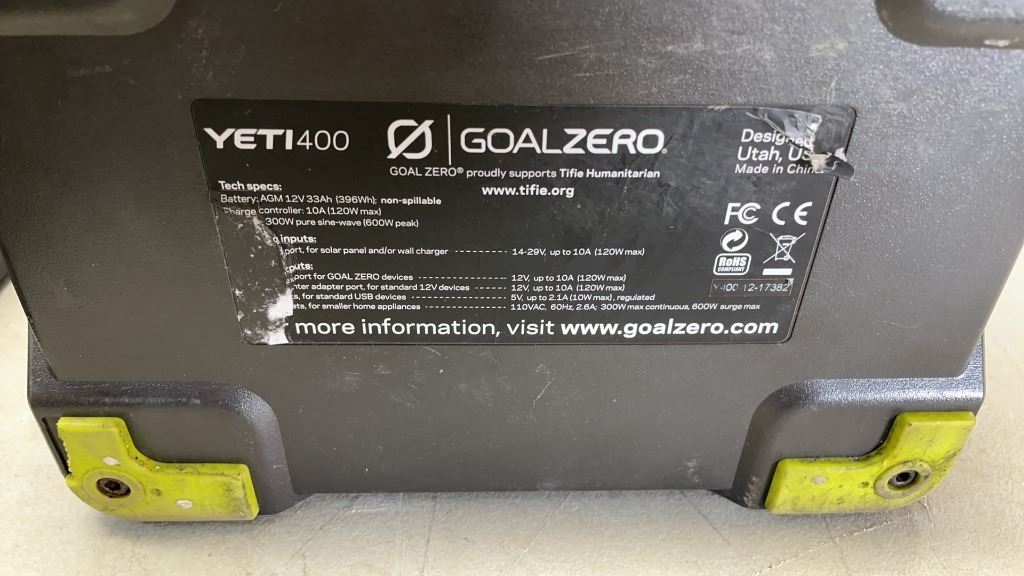 YETI400
GOALZERO
Designed
Utah, US
Made in China
GOAL ZERO® proudly supports Tifie Humanitarian
www.tifie.org
Tech specs:
Battery: AGM 12V 33Ah (396Wh); non-spillable
Charge controller: 10A (120W max)
300W pure sine-wave (600W peak)
inputs:
port, for solar panel and/or wall charger 14-29V, up to 10A (120W max)
port for GOAL ZERO devices 12V, up to 10A (120W max)
adapter port, for standard 12V devices 12V, up to 10A (120W max)
for standard USB devices 5V, up to 2.1A (10W max), regulated
for smaller home appliances 110VAC, 60Hz, 2.6A; 300W max continuous, 600W surge max
more information, visit www.goalzero.com
FC CE
RoHS
COMPLIANT
Y400 12-17382